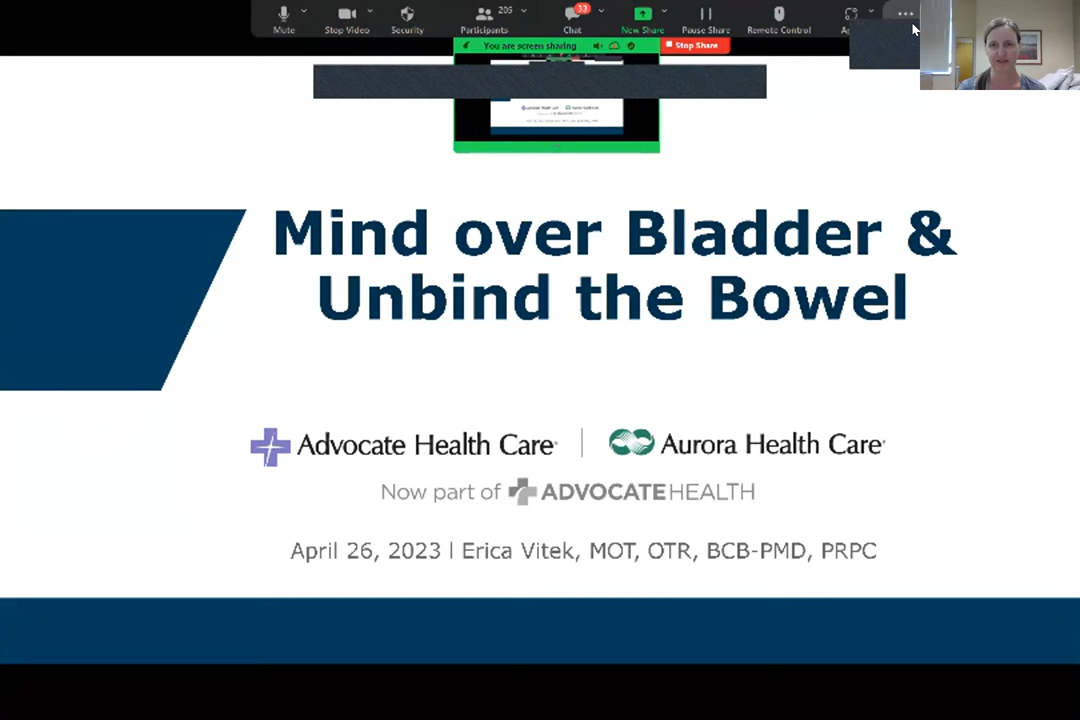 Mute
Stop Video
Security
205
Participants
33
Chat
New Share
Pause Share
Remote Control
You are screen sharing
Stop Share
Mind over Bladder &
Unbind the Bowel
Advocate Health Care
Aurora Health Care
Now part of ADVOCATEHEALTH
April 26, 2023 | Erica Vitek, MOT, OTR, BCB-PMD, PRPC